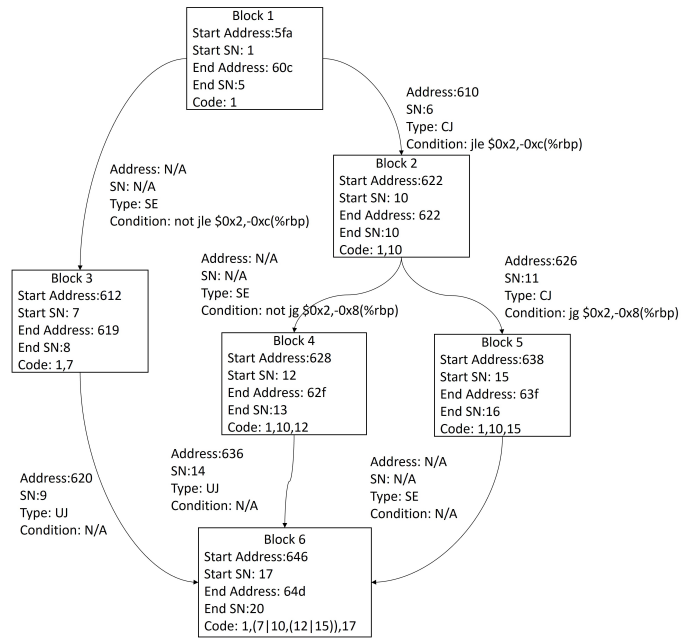 Block 1
Start Address:5fa
Start SN: 1
End Address: 60c
End SN:5
Code: 1
Address:610
SN:6
Type: CJ
Condition: jle $0x2,-0xc(%rbp)
Address: N/A
SN: N/A
Type: SE
Condition: not jle $0x2,-0xc(%rbp)
Block 2
Start Address:622
Start SN: 10
End Address: 622
End SN:10
Code: 1,10
Address: N/A
SN: N/A
Type: SE
Condition: not jg $0x2,-0x8(%rbp)
Address:626
SN:11
Type: CJ
Condition: jg $0x2,-0x8(%rbp)
Block 3
Start Address:612
Start SN: 7
End Address: 619
End SN:8
Code: 1,7
Block 4
Start Address:628
Start SN: 12
End Address: 62f
End SN:13
Code: 1,10,12
Block 5
Start Address:638
Start SN: 15
End Address: 63f
End SN:16
Code: 1,10,15
Address:620
SN:9
Type: UJ
Condition: N/A
Address:636
SN:14
Type: UJ
Condition: N/A
Address: N/A
SN: N/A
Type: SE
Condition: N/A
Block 6
Start Address:646
Start SN: 17
End Address: 64d
End SN:20
Code: 1,(7|10,(12|15)),17